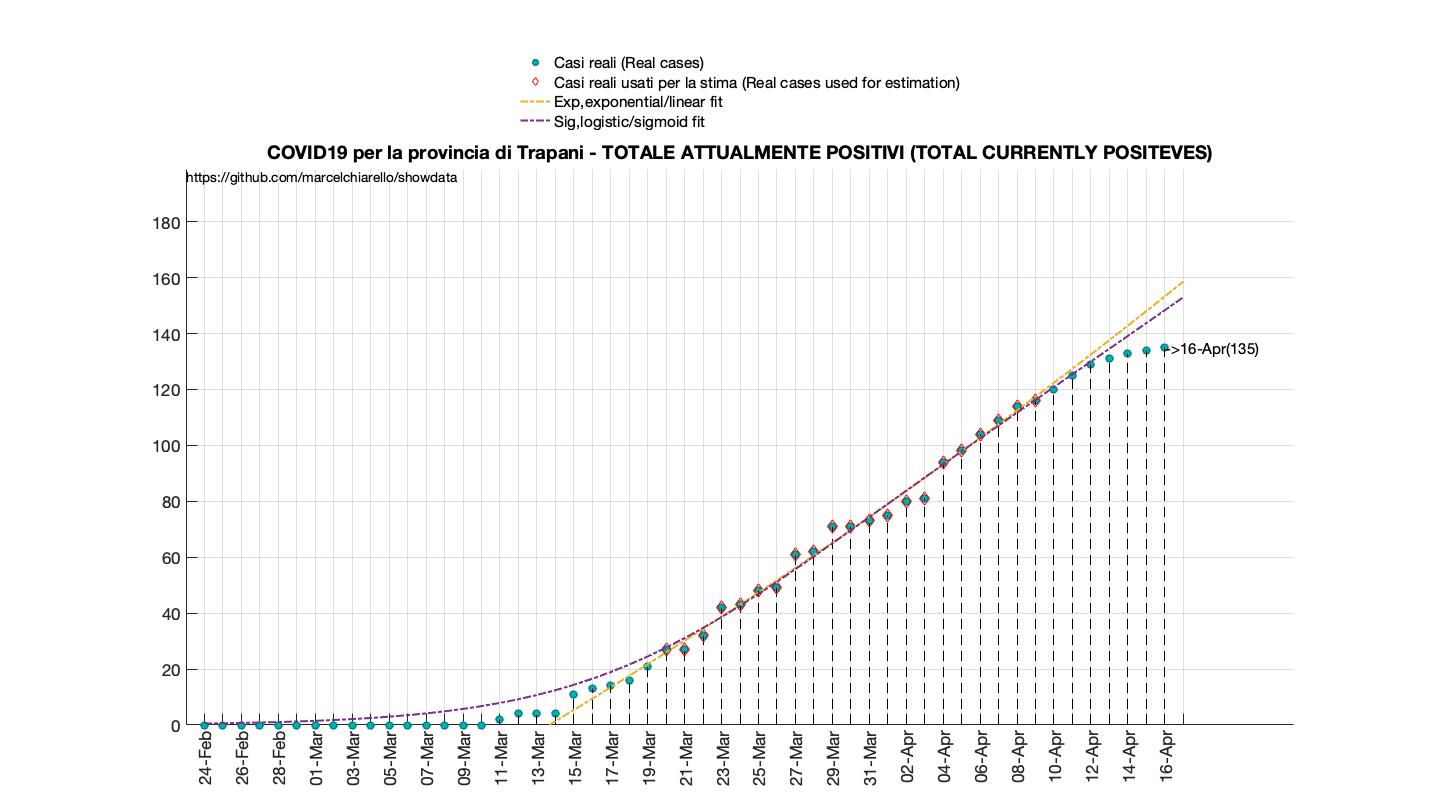 Casi reali (Real cases)
Casi reali usati per la stima (Real cases used for estimation)
Exp,exponential/linear fit
Sig,logistic/sigmoid fit
COVID19 per la provincia di Trapani - TOTALE ATTUALMENTE POSITIVI (TOTAL CURRENTLY POSITEVES)
https://github.com/marcelchiarello/showdata
180
160
140
->16-Apr(135)
120
100
80
60
40
20
0
24-Feb
26-Feb
28-Feb
01-Mar
03-Mar
05-Mar
07-Mar
09-Mar
11-Mar
13-Mar
15-Mar
17-Mar
19-Mar
21-Mar
23-Mar
25-Mar
27-Mar
29-Mar
31-Mar
02-Apr
04-Apr
06-Apr
08-Apr
10-Apr
12-Apr
14-Apr
16-Apr